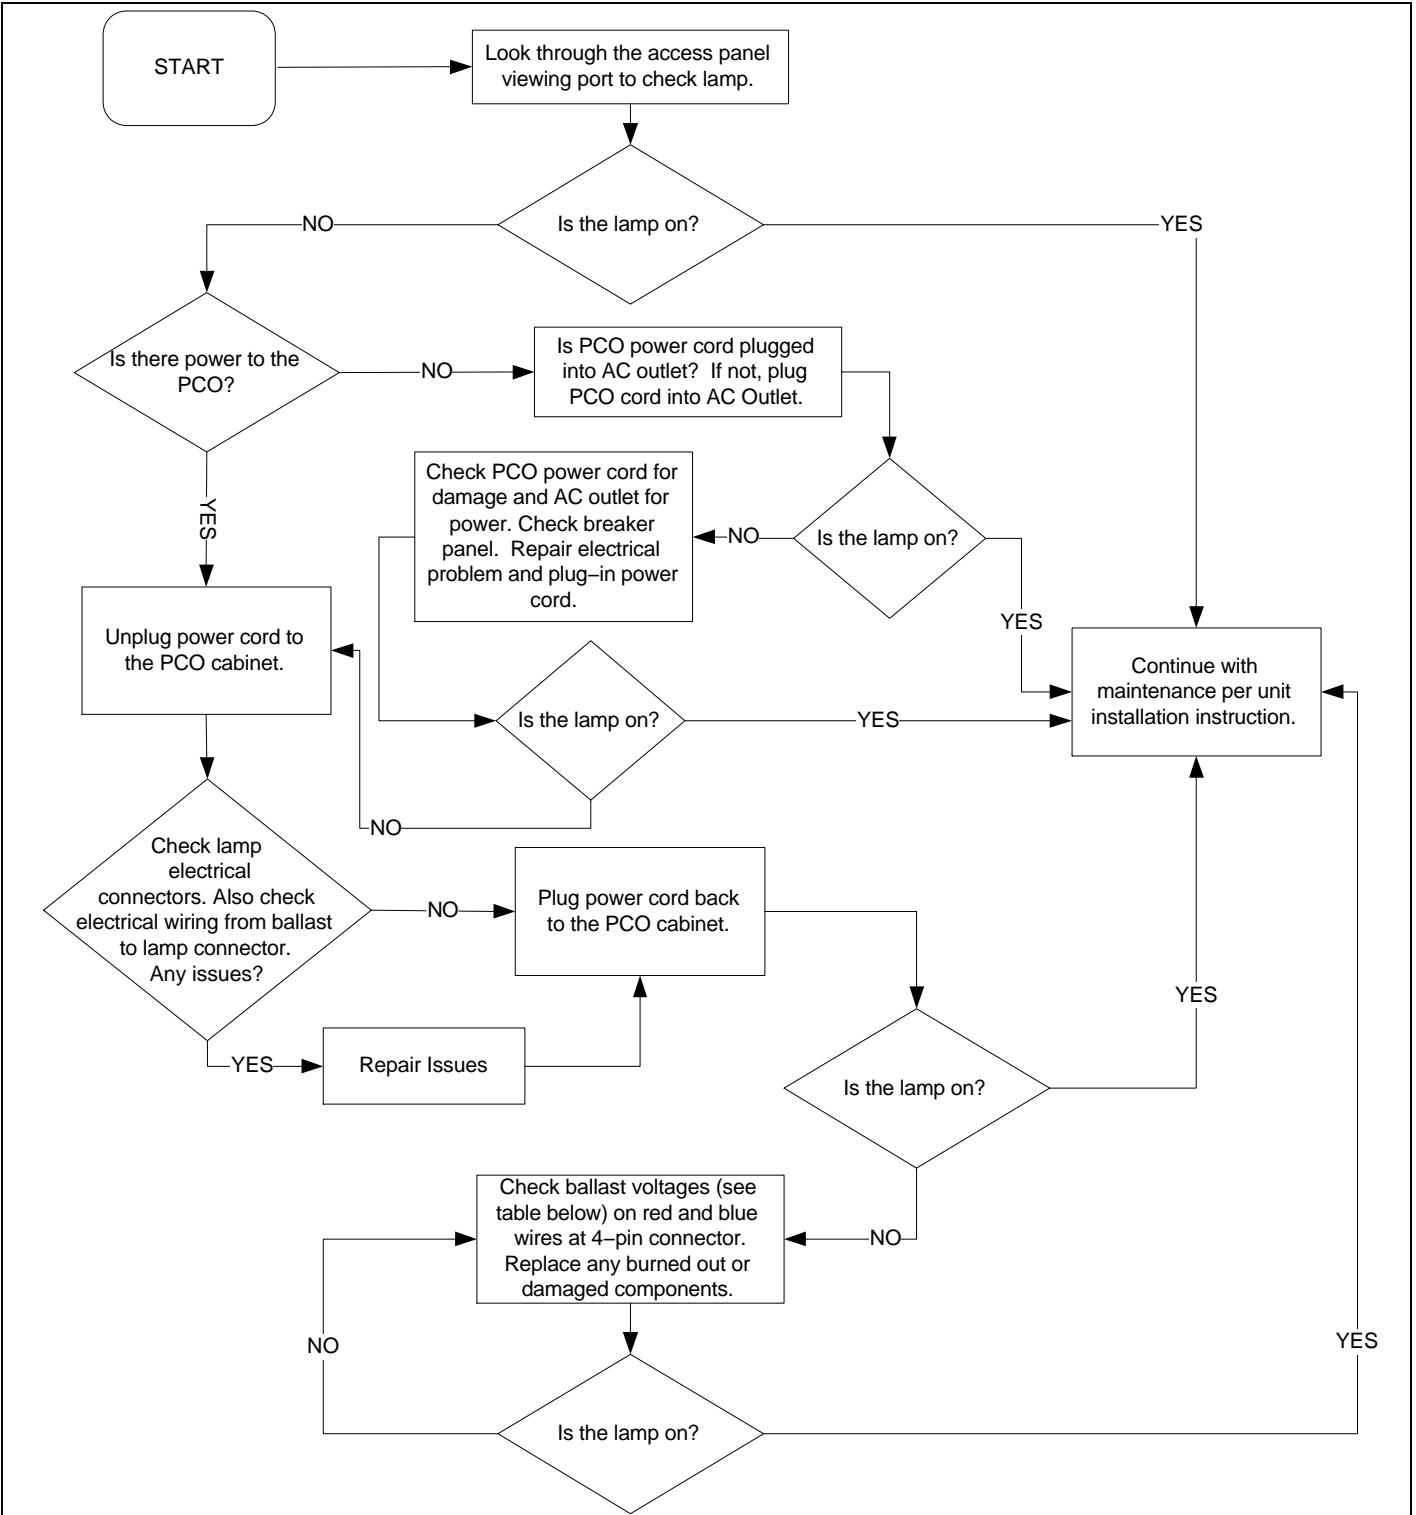 START
Look through the access panel
viewing port to check lamp.
Is the lamp on?
NO
YES
Is there power to the
PCO?
NO
Is PCO power cord plugged
into AC outlet?  If not, plug
PCO cord into AC Outlet.
YES
Check PCO power cord for
damage and AC outlet for
power. Check breaker
panel.  Repair electrical
problem and plug–in power
cord.
NO
Is the lamp on?
YES
Unplug power cord to
the PCO cabinet.
Is the lamp on?
YES
NO
Continue with
maintenance per unit
installation instruction.
Check lamp
electrical
connectors. Also check
electrical wiring from ballast
to lamp connector.
Any issues?
NO
Plug power cord back
to the PCO cabinet.
YES
Repair Issues
Is the lamp on?
YES
NO
Check ballast voltages (see
table below) on red and blue
wires at 4–pin connector.
Replace any burned out or
damaged components.
NO
YES
Is the lamp on?